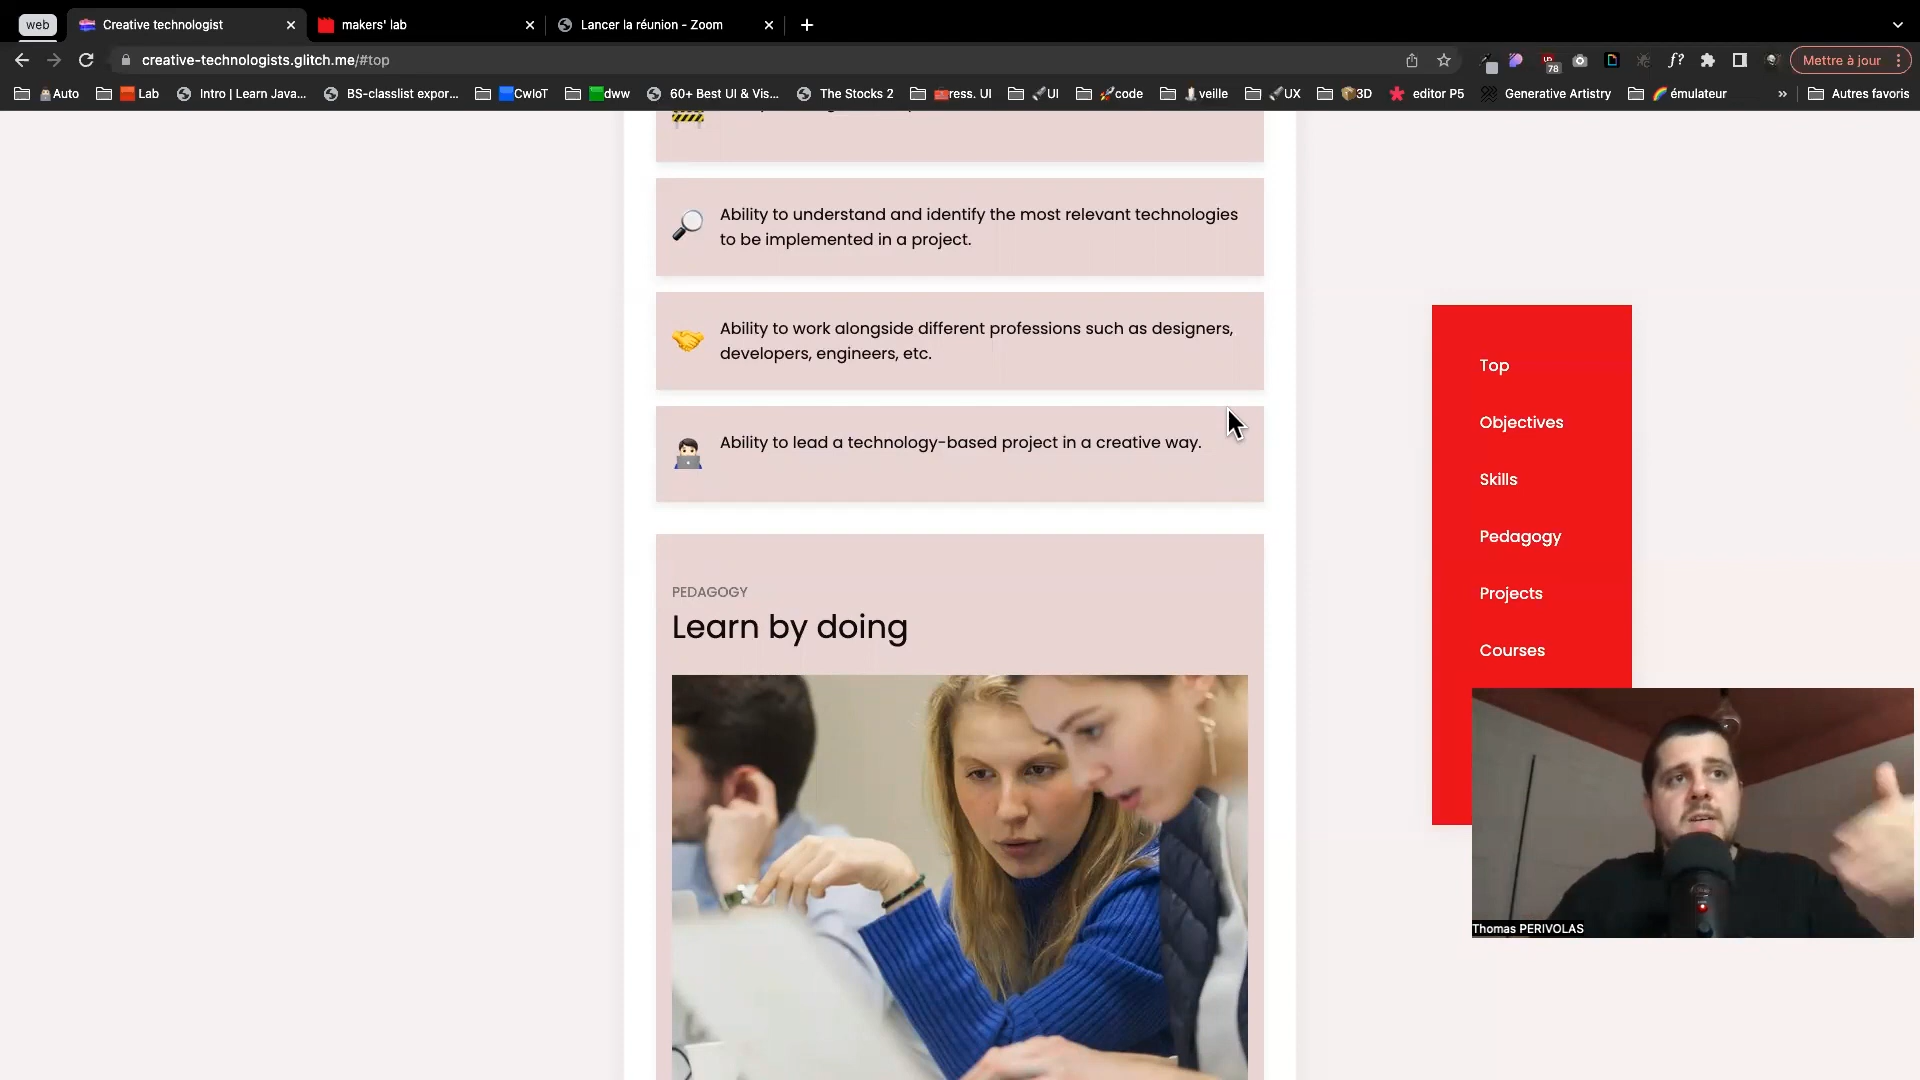 web
Creative technologist
makers' lab
Lancer la réunion - Zoom
creative-technologists.glitch.me/#top
78
f?
Mettre à jour
Auto
Lab
Intro | Learn Java...
BS-classlist expor...
CwIoT
dww
60+ Best UI & Vis...
The Stocks 2
ress. UI
UI
code
veille
UX
3D
editor P5
Generative Artistry
émulateur
»
Autres favoris
Ability to understand and identify the most relevant technologies
to be implemented in a project.
Ability to work alongside different professions such as designers,
developers, engineers, etc.
Ability to lead a technology-based project in a creative way.
PEDAGOGY
Learn by doing
Top
Objectives
Skills
Pedagogy
Projects
Courses
Thomas PERIVOLAS